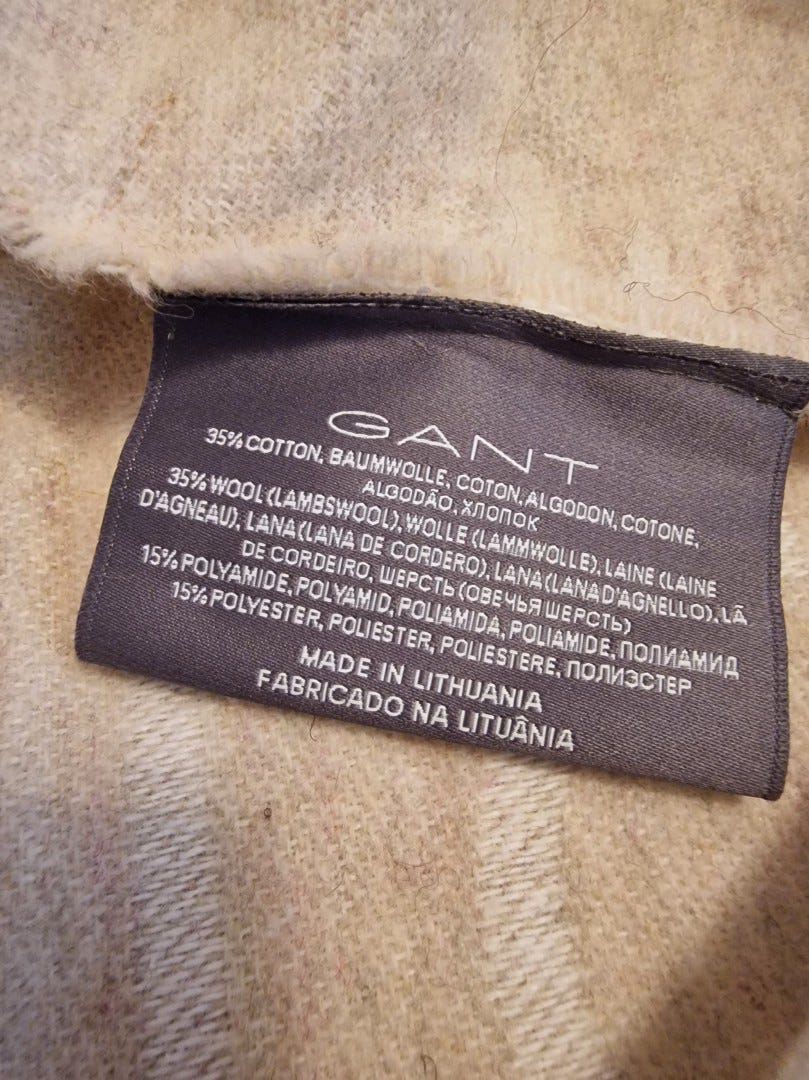 GANT
35% COTTON, BAUMWOLLE, COTON, ALGODON, COTONE,
ALGODÃO, ХЛОПОК
35% WOOL (LAMBSWOOL), WOLLE (LAMMWOLLE), LAINE (LAINE
D'AGNEAU), LANA (LANA DE CORDERO), LANA (LANA D'AGNELLO), LÃ
DE CORDEIRO, ШЕРСТЬ (ОВЕЧЬЯ ШЕРСТЬ)
15% POLYAMIDE, POLYAMID, POLIAMIDA, POLIAMIDE, ПОЛИАМИД
15% POLYESTER, POLIESTER, POLIESTERE, ПОЛИЭСТЕР
MADE IN LITHUANIA
FABRICADO NA LITUÂNIA